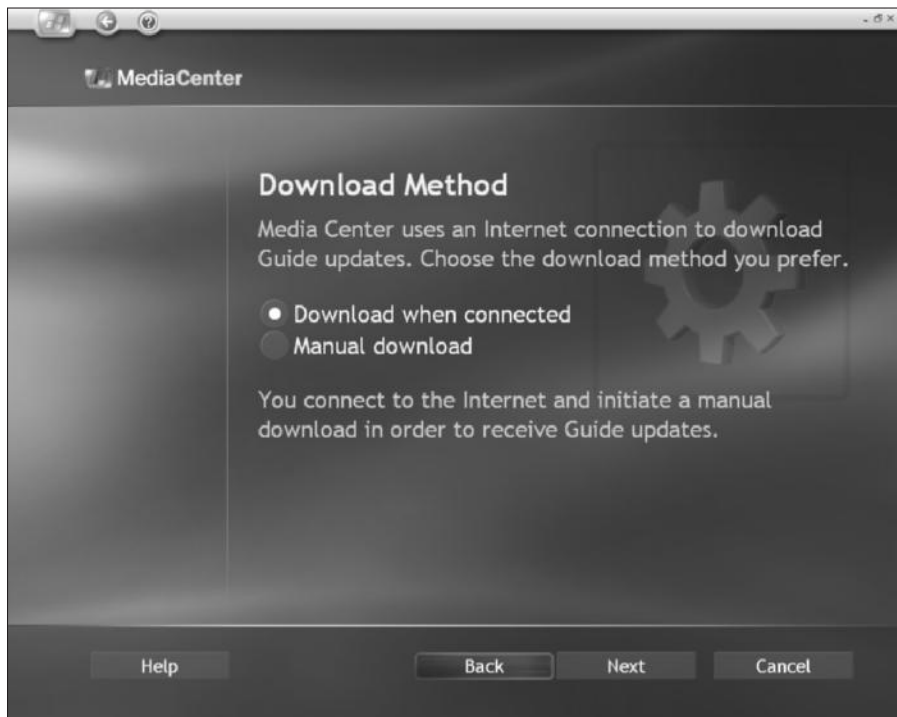 MediaCenter
Download Method
Media Center uses an Internet connection to download
Guide updates. Choose the download method you prefer.
Download when connected
Manual download
You connect to the Internet and initiate a manual
download in order to receive Guide updates.
Help Back Next Cancel